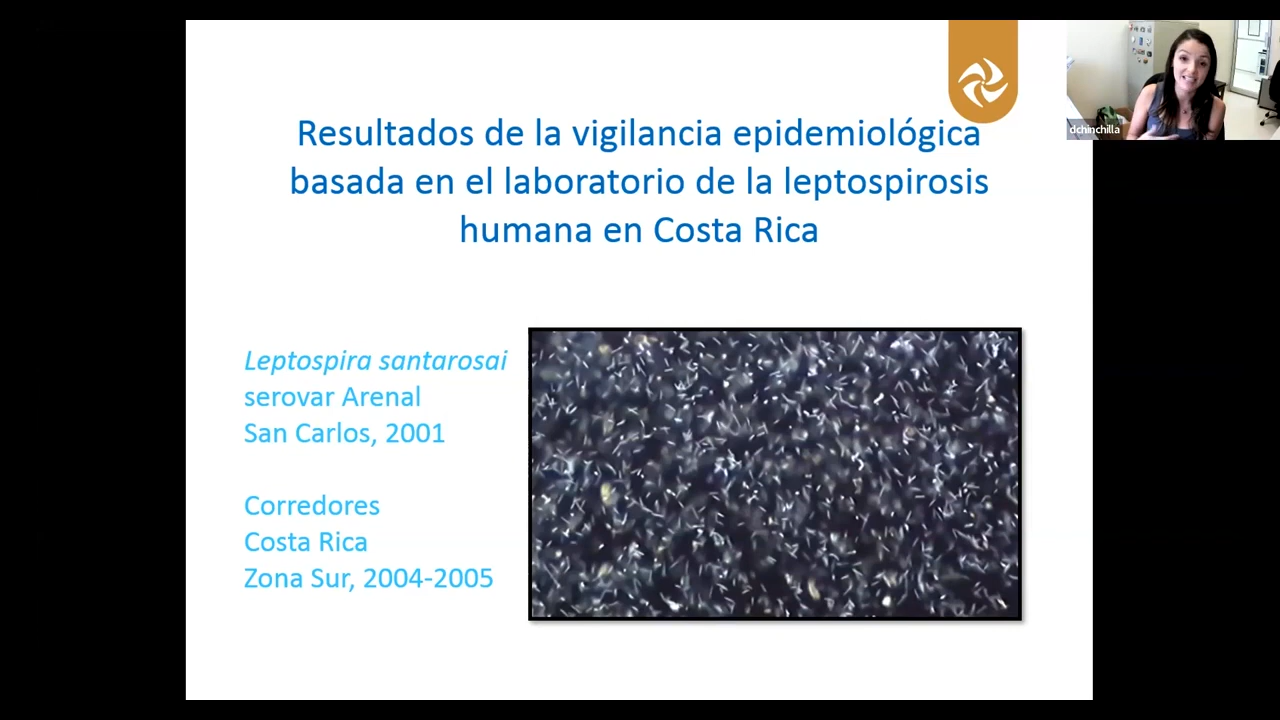 Resultados de la vigilancia epidemiológica
basada en el laboratorio de la leptospirosis
humana en Costa Rica
dchinchilla
Leptospira santarosai
serovar Arenal
San Carlos, 2001
Corredores
Costa Rica
Zona Sur, 2004-2005